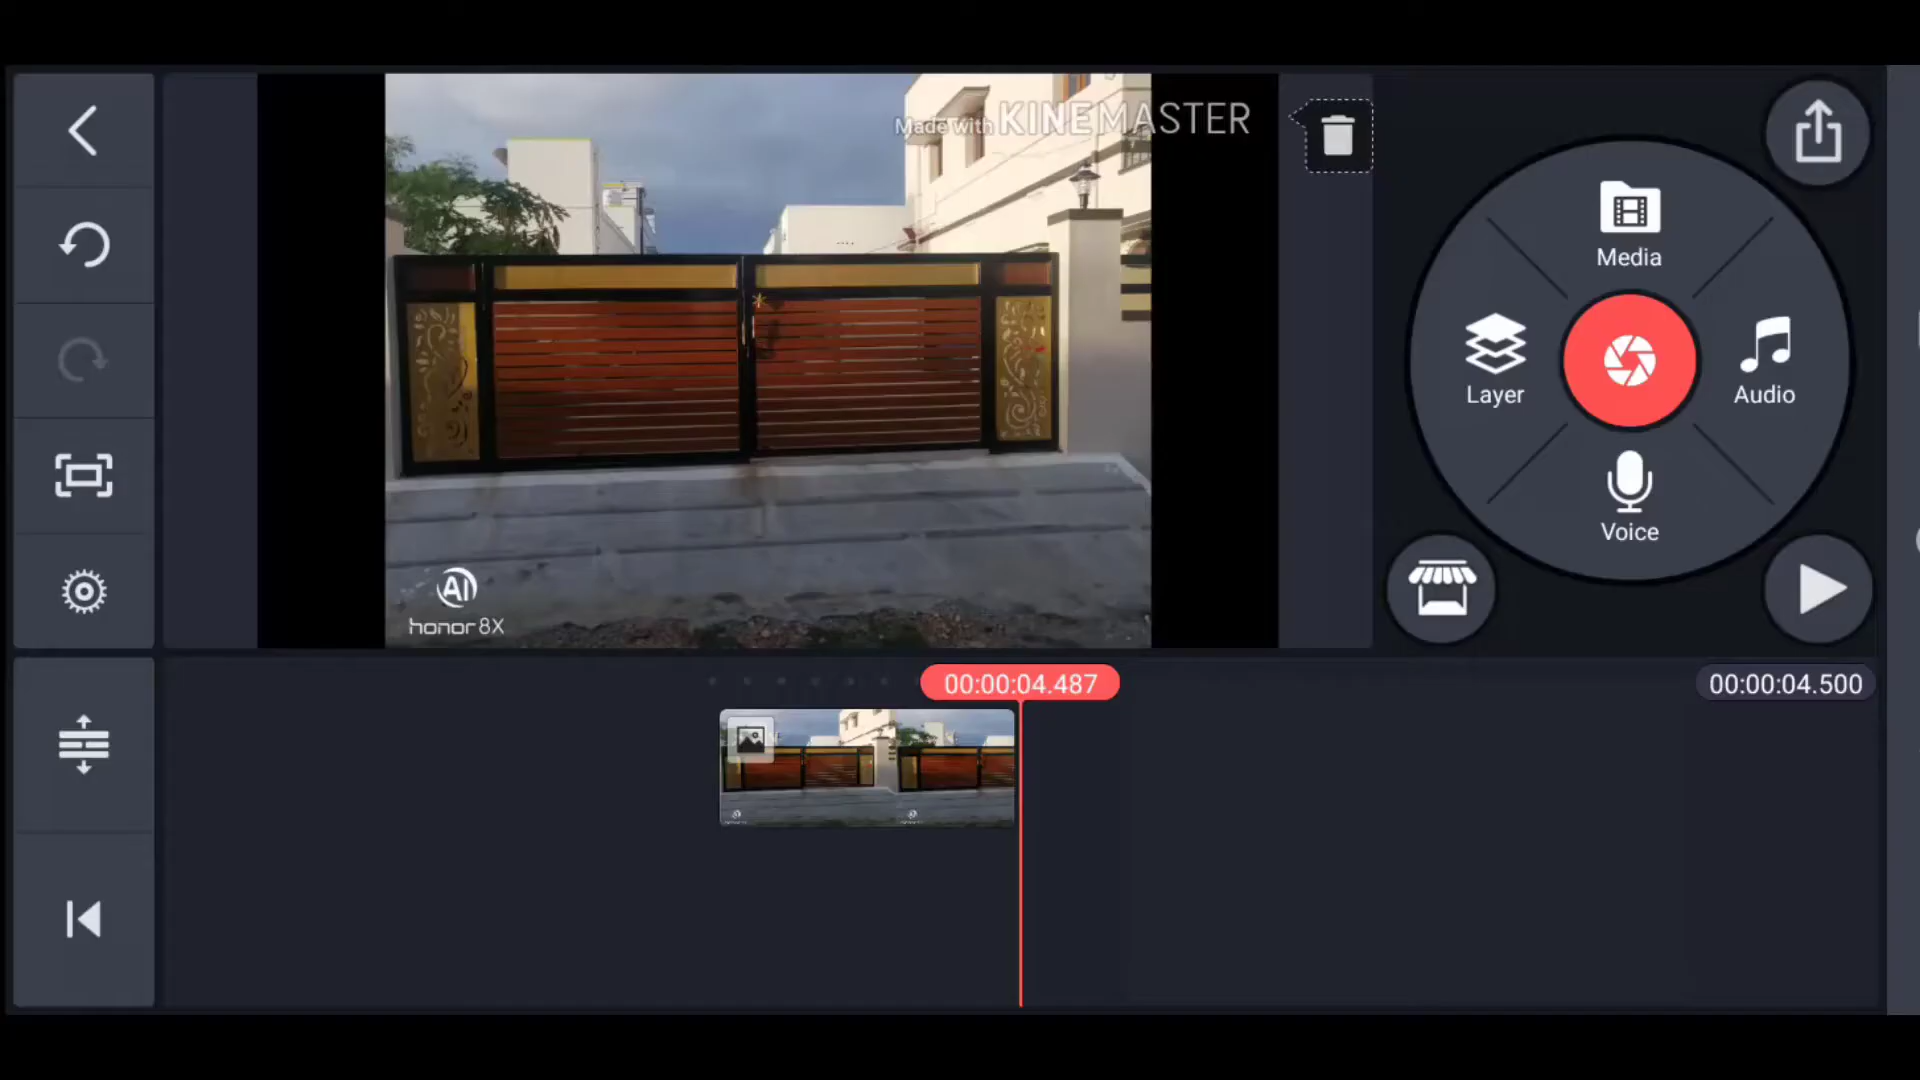 Made with KINEMASTER
Media
Layer
Audio
Voice
AI
honor 8X
00:00:04.487
00:00:04.500